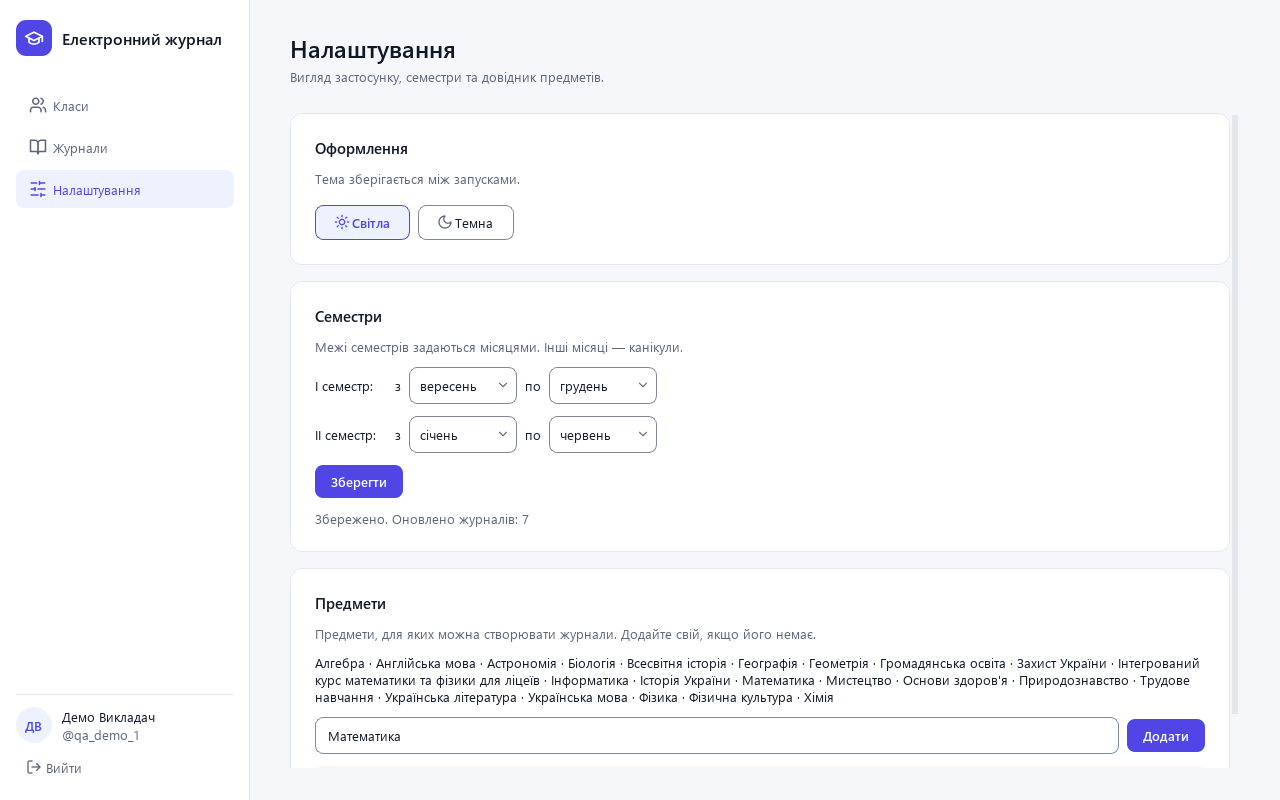 Електронний журнал
Класи
Журнали
Налаштування
ДВ
Демо Викладач
@qa_demo_1
Вийти
Налаштування
Вигляд застосунку, семестри та довідник предметів.
Оформлення
Тема зберігається між запусками.
Світла
Темна
Семестри
Межі семестрів задаються місяцями. Інші місяці — канікули.
I семестр: з вересень по грудень
II семестр: з січень по червень
Зберегти
Збережено. Оновлено журналів: 7
Предмети
Предмети, для яких можна створювати журнали. Додайте свій, якщо його немає.
Алгебра · Англійська мова · Астрономія · Біологія · Всесвітня історія · Географія · Геометрія · Громадянська освіта · Захист України · Інтегрований
курс математики та фізики для ліцеїв · Інформатика · Історія України · Математика · Мистецтво · Основи здоров'я · Природознавство · Трудове
навчання · Українська література · Українська мова · Фізика · Фізична культура · Хімія
Математика
Додати